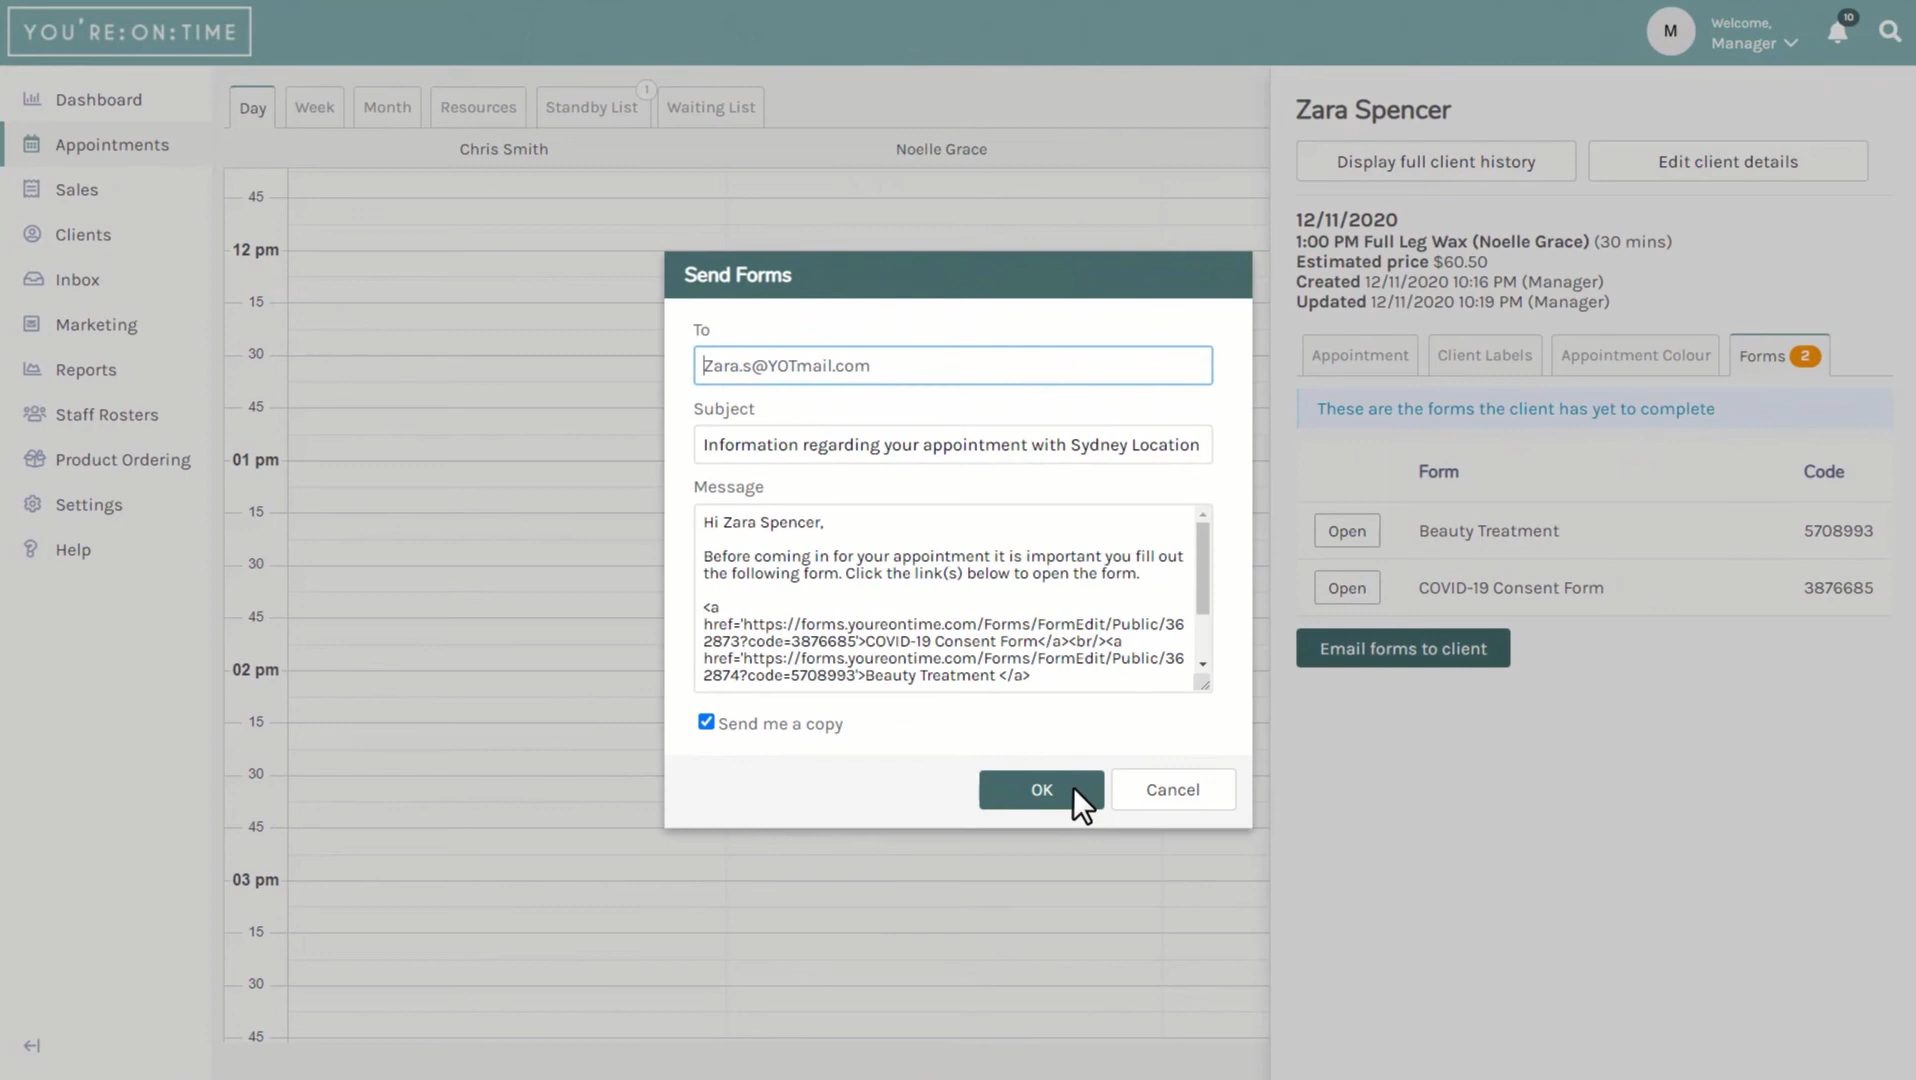 YOU'RE:ON:TIME
M
Welcome,
Manager
10
Dashboard
Appointments
Sales
Clients
Inbox
Marketing
Reports
Staff Rosters
Product Ordering
Settings
Help
Day
Week
Month
Resources
Standby List
1
Waiting List
Chris Smith
Noelle Grace
45
12 pm
15
30
45
01 pm
15
30
45
02 pm
15
30
45
03 pm
15
30
45
Send Forms
To
Zara.s@YOTmail.com
Subject
Information regarding your appointment with Sydney Location
Message
Hi Zara Spencer,
Before coming in for your appointment it is important you fill out
the following form. Click the link(s) below to open the form.
<a
href='https://forms.youreontime.com/Forms/FormEdit/Public/36
2873?code=3876685'>COVID-19 Consent Form</a><br/><a
href='https://forms.youreontime.com/Forms/FormEdit/Public/36
2874?code=5708993'>Beauty Treatment </a>
Send me a copy
OK
Cancel
Zara Spencer
Display full client history
Edit client details
12/11/2020
1:00 PM Full Leg Wax (Noelle Grace) (30 mins)
Estimated price $60.50
Created 12/11/2020 10:16 PM (Manager)
Updated 12/11/2020 10:19 PM (Manager)
Appointment
Client Labels
Appointment Colour
Forms 2
These are the forms the client has yet to complete
Form
Code
Open
Beauty Treatment
5708993
Open
COVID-19 Consent Form
3876685
Email forms to client